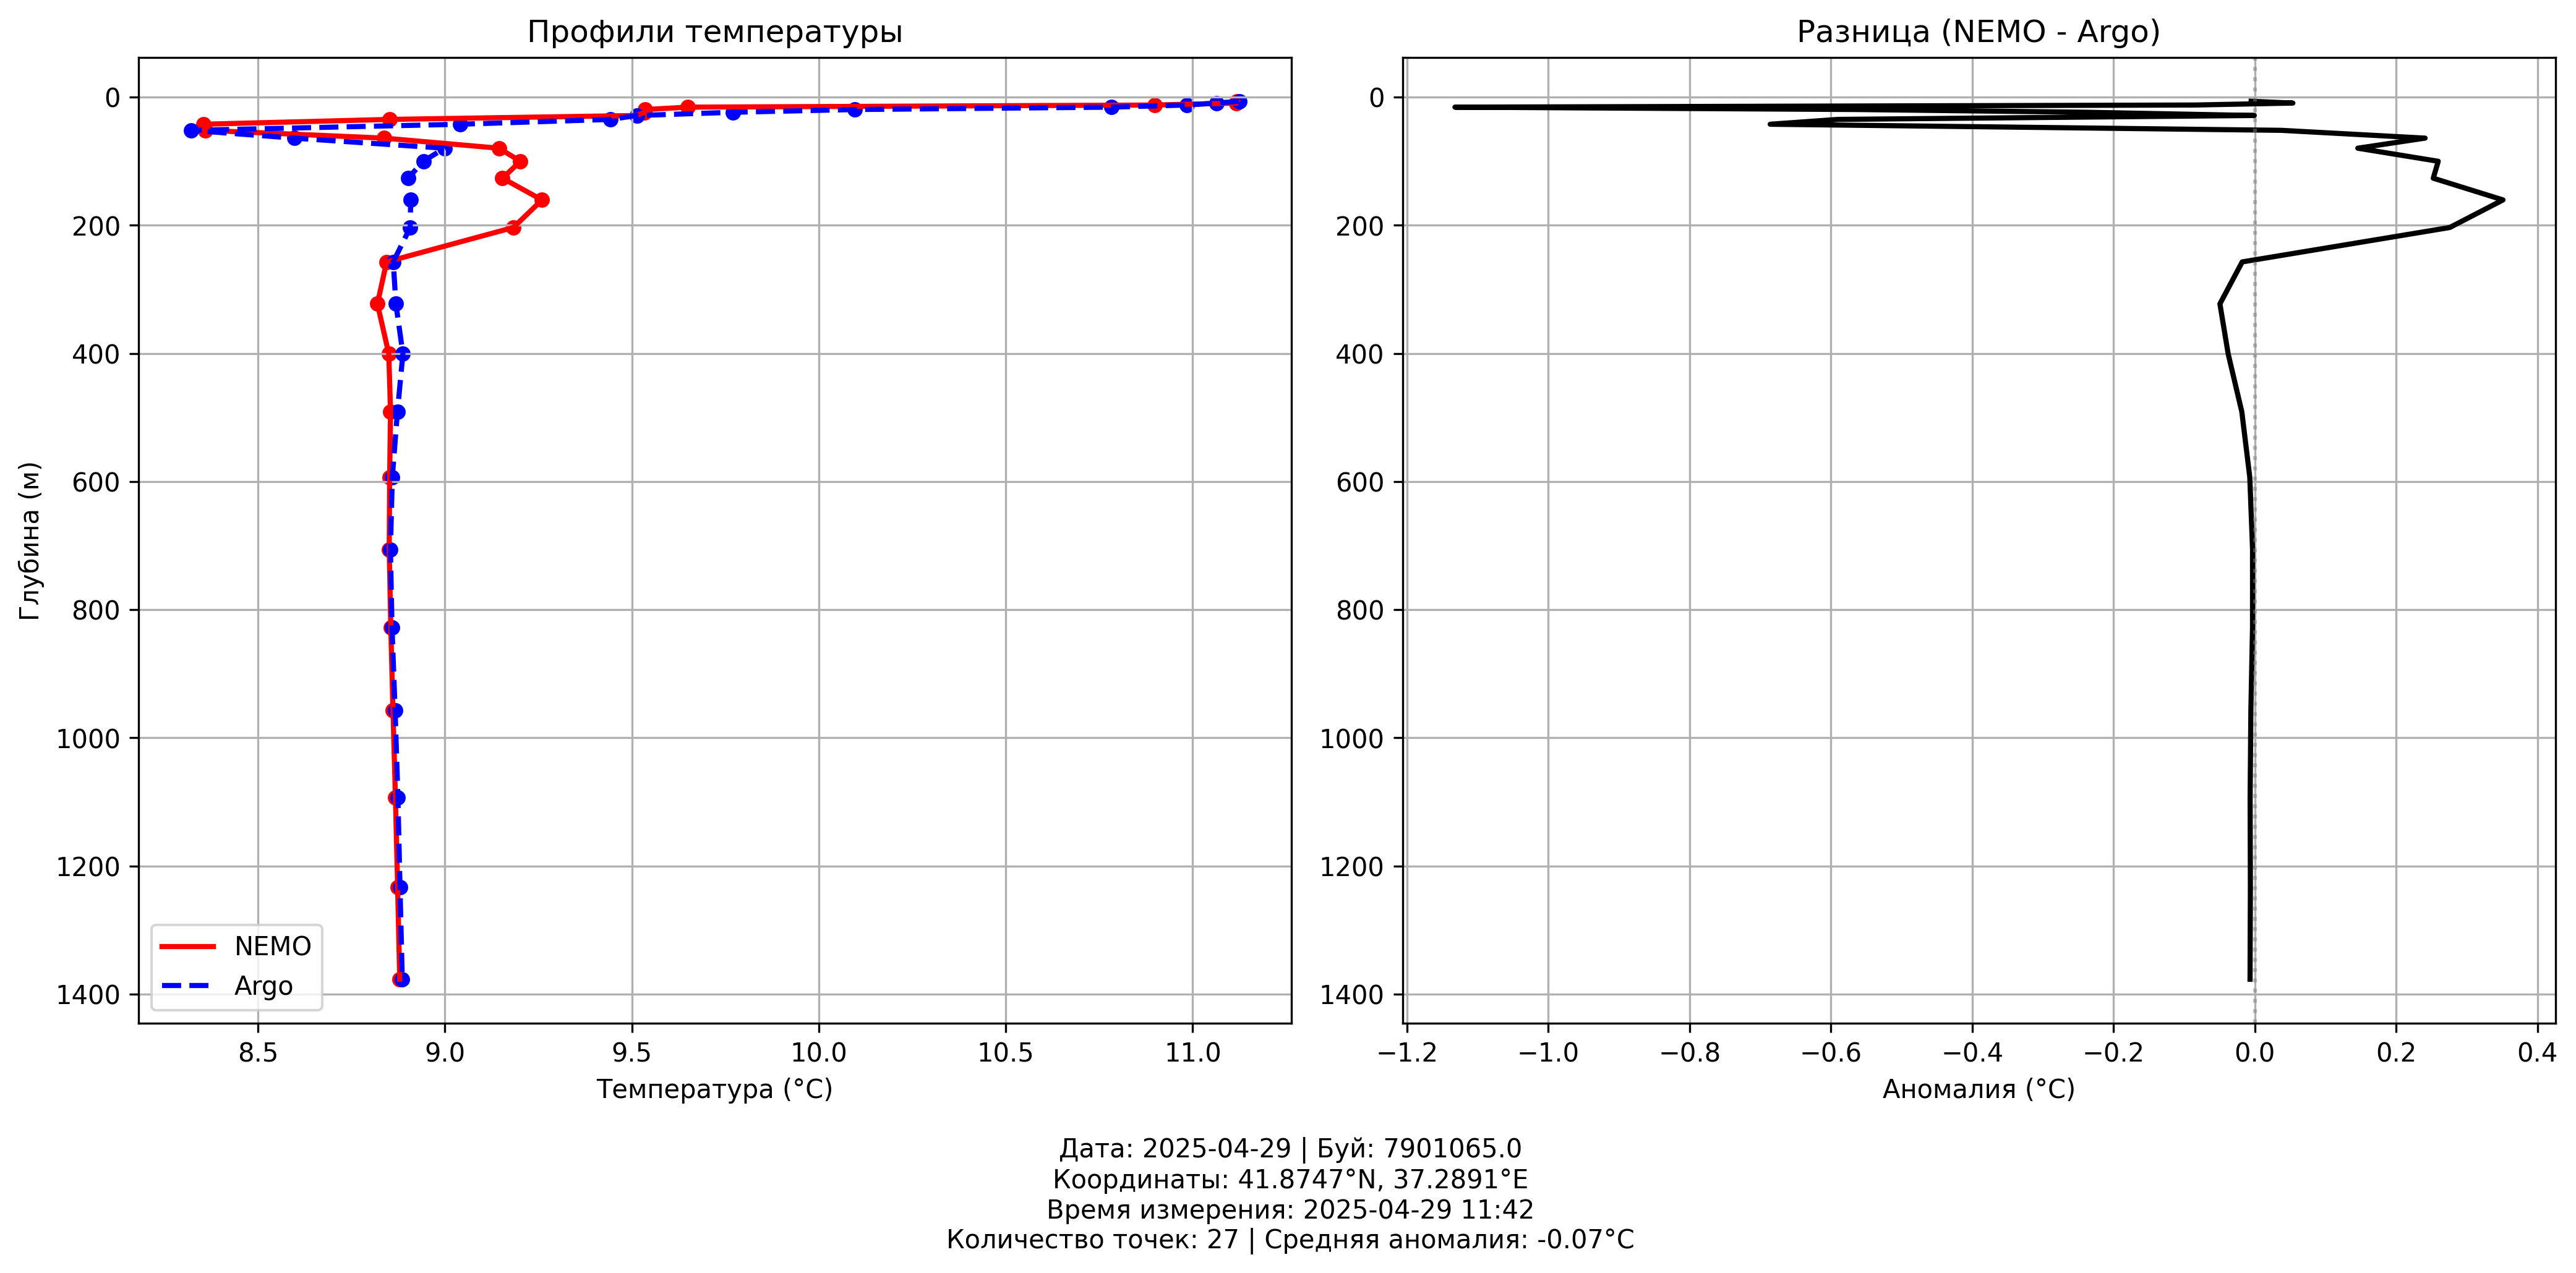 Профили температуры
0
200
400
600
800
1000
1200
1400
Глубина (м)
8.5 9.0 9.5 10.0 10.5 11.0
Температура (°C)
NEMO
Argo
Разница (NEMO - Argo)
0
200
400
600
800
1000
1200
1400
−1.2 −1.0 −0.8 −0.6 −0.4 −0.2 0.0 0.2 0.4
Аномалия (°C)
Дата: 2025-04-29 | Буй: 7901065.0
Координаты: 41.8747°N, 37.2891°E
Время измерения: 2025-04-29 11:42
Количество точек: 27 | Средняя аномалия: -0.07°C